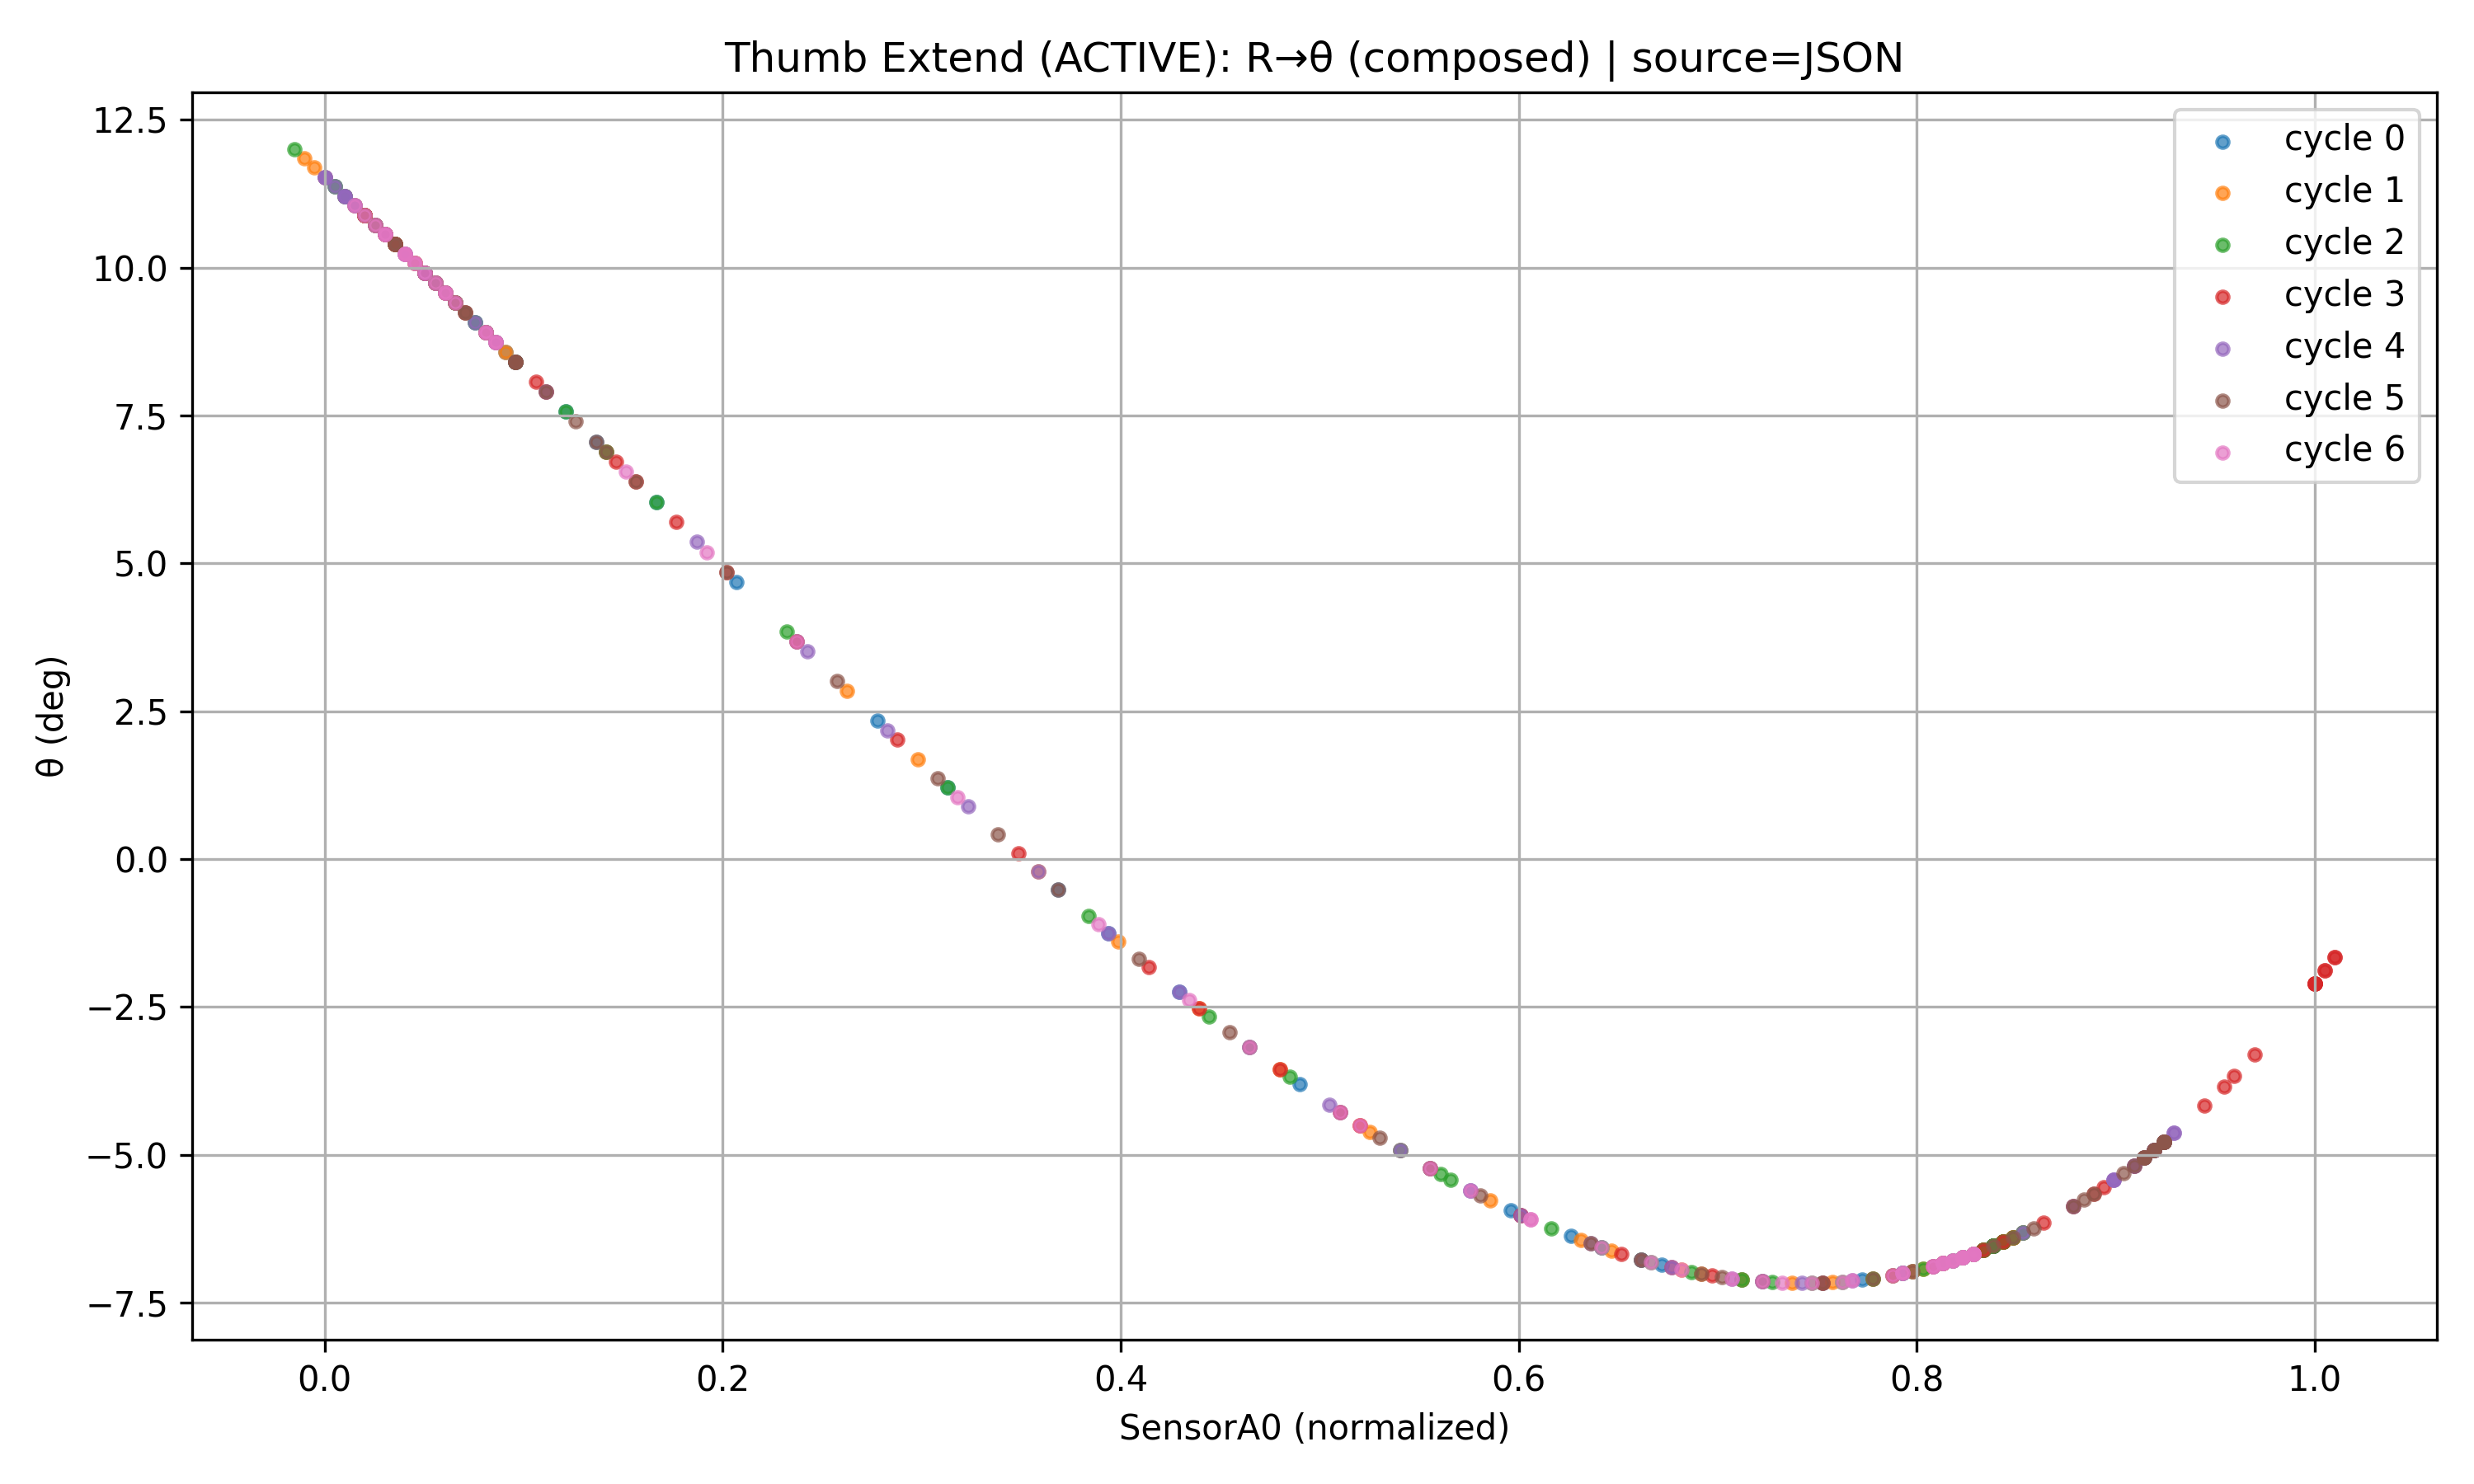 Thumb Extend (ACTIVE): R→θ (composed) | source=JSON
12.5
10.0
7.5
5.0
2.5
0.0
−2.5
−5.0
−7.5
θ (deg)
cycle 0
cycle 1
cycle 2
cycle 3
cycle 4
cycle 5
cycle 6
0.0
0.2
0.4
0.6
0.8
1.0
SensorA0 (normalized)